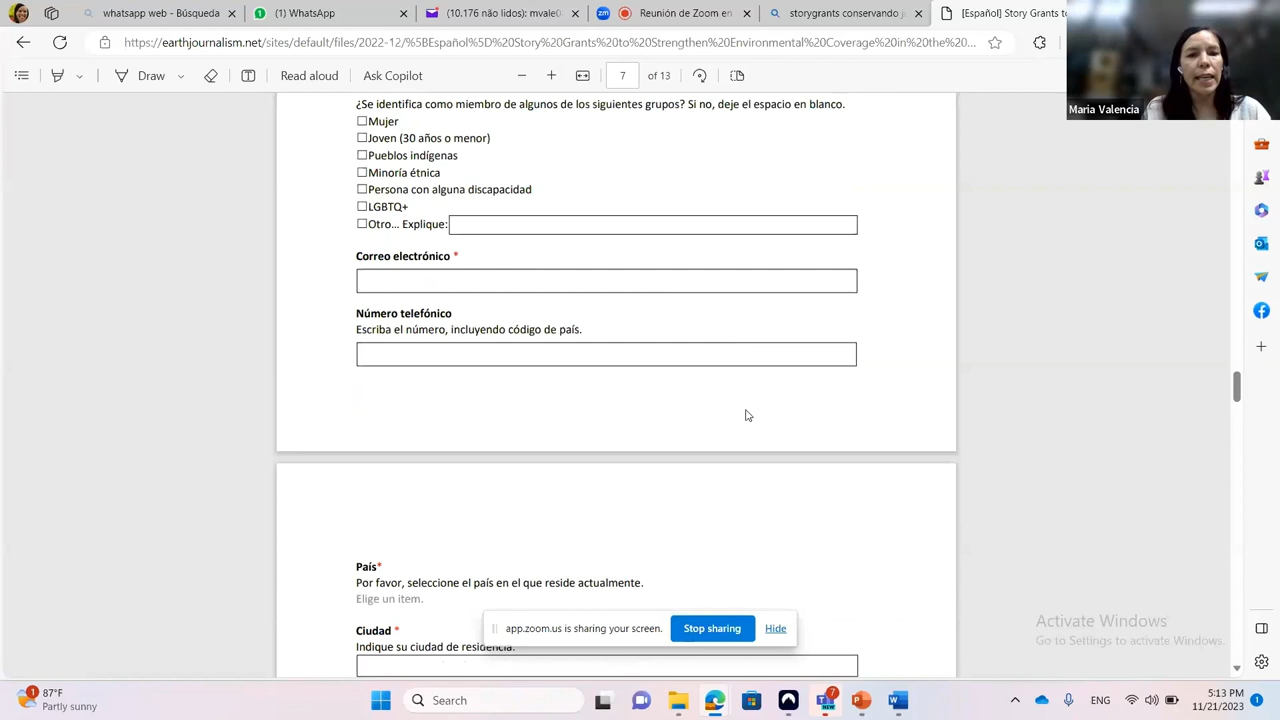 whatsapp web - Búsqueda
(1) WhatsApp
(10.176 não lidos) mvale0
Reunión de Zoom
storygrants conservando
[Español] Story Grants to
https://earthjournalism.net/sites/default/files/2022-12/%5BEspañol%5D%20Story%20Grants%20to%20Strengthen%20Environmental%20Coverage%20in%20the%20...
Draw
Read aloud
Ask Copilot
7 of 13
Maria Valencia
¿Se identifica como miembro de algunos de los siguientes grupos? Si no, deje el espacio en blanco.
Mujer
Joven (30 años o menor)
Pueblos indígenas
Minoría étnica
Persona con alguna discapacidad
LGBTQ+
Otro... Explique:
Correo electrónico *
Número telefónico
Escriba el número, incluyendo código de país.
País*
Por favor, seleccione el país en el que reside actualmente.
Elige un item.
Ciudad *
Indique su ciudad de residencia.
app.zoom.us is sharing your screen.
Stop sharing
Hide
Activate Windows
Go to Settings to activate Windows.
87°F
Partly sunny
Search
ENG
5:13 PM
11/21/2023